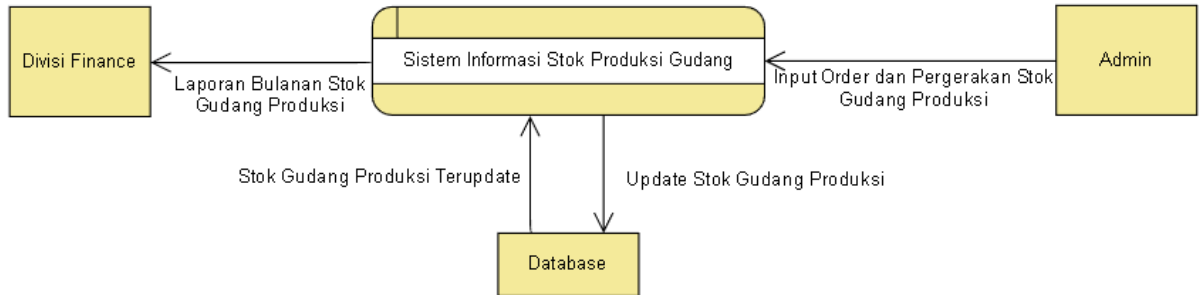 Divisi Finance
Sistem Informasi Stok Produksi Gudang
Admin
Laporan Bulanan Stok
Gudang Produksi
Input Order dan Pergerakan Stok
Gudang Produksi
Stok Gudang Produksi Terupdate
Update Stok Gudang Produksi
Database